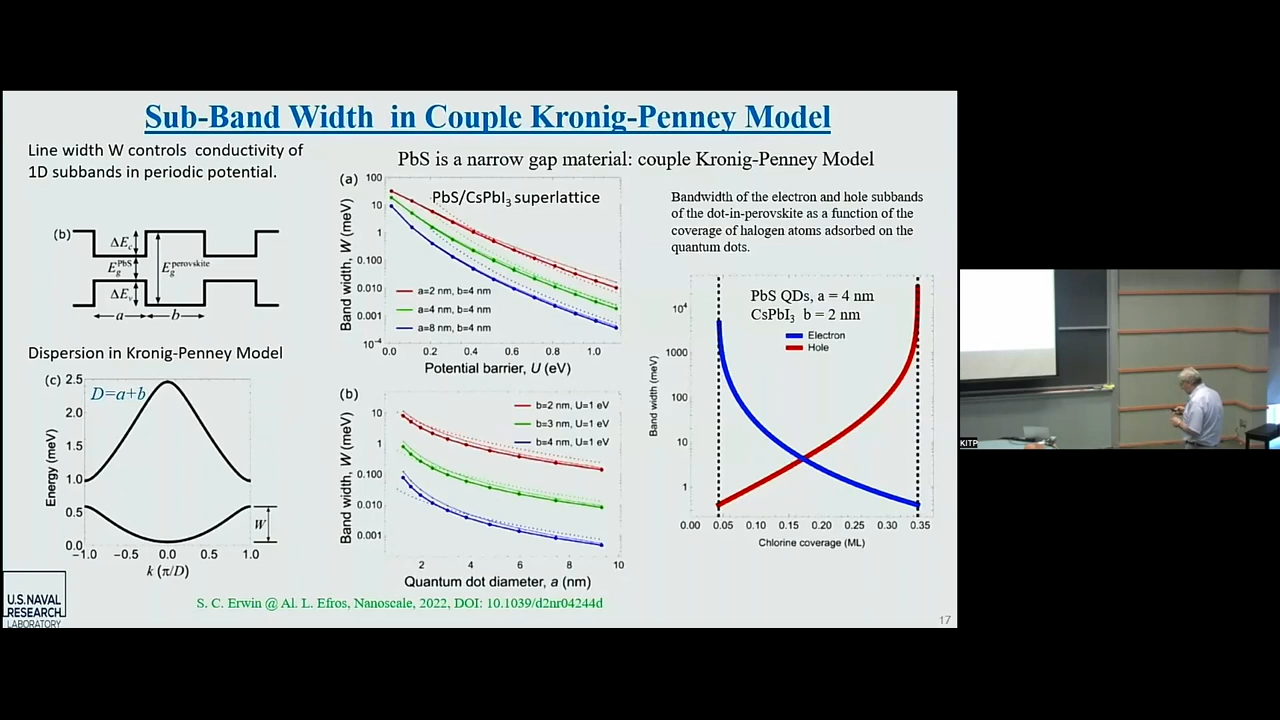 Sub-Band Width in Couple Kronig-Penney Model
Line width W controls conductivity of
1D subbands in periodic potential.
PbS is a narrow gap material: couple Kronig-Penney Model
(b)
ΔE_c
E_g^PbS
E_g^perovskite
ΔE_v
a
b
Dispersion in Kronig-Penney Model
(c)
D=a+b
2.5
2.0
1.5
1.0
0.5
0.0
Energy (meV)
W
−1.0 −0.5 0.0 0.5 1.0
k (π/D)
(a)
PbS/CsPbI₃ superlattice
100
10
1
0.100
0.010
0.001
10⁻⁴
Band width, W (meV)
a=2 nm, b=4 nm
a=4 nm, b=4 nm
a=8 nm, b=4 nm
0.0 0.2 0.4 0.6 0.8 1.0
Potential barrier, U (eV)
(b)
b=2 nm, U=1 eV
b=3 nm, U=1 eV
b=4 nm, U=1 eV
10
1
0.100
0.010
0.001
Band width, W (meV)
2 4 6 8 10
Quantum dot diameter, a (nm)
Bandwidth of the electron and hole subbands
of the dot-in-perovskite as a function of the
coverage of halogen atoms adsorbed on the
quantum dots.
PbS QDs, a = 4 nm
CsPbI₃ b = 2 nm
Electron
Hole
10⁴
1000
100
10
1
Band width (meV)
0.00 0.05 0.10 0.15 0.20 0.25 0.30 0.35
Chlorine coverage (ML)
U.S. NAVAL
RESEARCH
LABORATORY
S. C. Erwin @ Al. L. Efros, Nanoscale, 2022, DOI: 10.1039/d2nr04244d
17
KITP